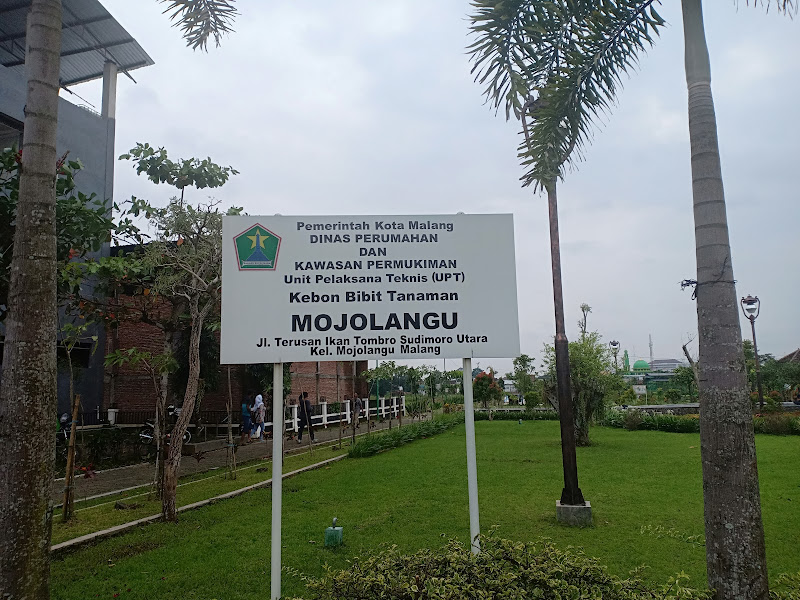 Pemerintah Kota Malang
DINAS PERUMAHAN
DAN
KAWASAN PERMUKIMAN
Unit Pelaksana Teknis (UPT)
Kebon Bibit Tanaman
MOJOLANGU
Jl. Terusan Ikan Tombro Sudimoro Utara
Kel. Mojolangu Malang